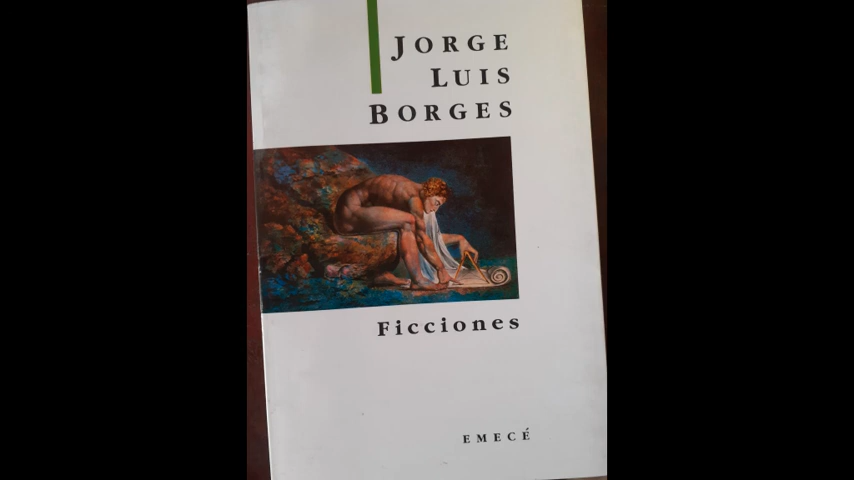 JORGE
LUIS
BORGES
Ficciones
EMECÉ